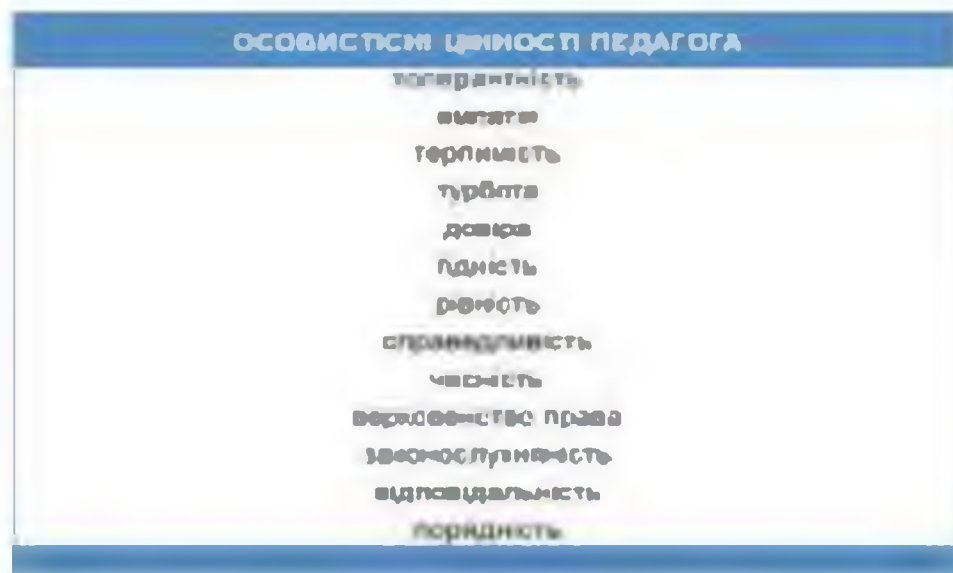 ОСОБИСТІСНІ ЦІННОСТІ ПЕДАГОГА
толерантність
емпатія
терпимість
турбота
довіра
гідність
рівність
справедливість
чесність
верховенство права
законослухняність
відповідальність
порядність